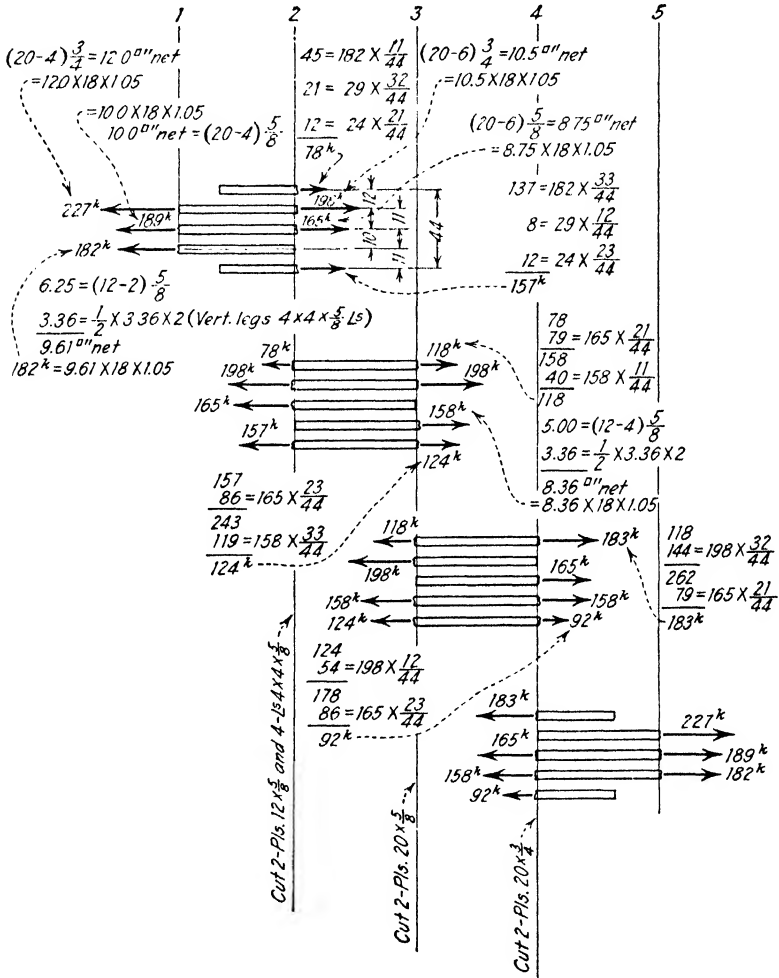 1 2 3 4 5
(20-4) 3/4 = 12.0 □" net
= 12.0 X 18 X 1.05
= 10.0 X 18 X 1.05
10.0 □" net = (20-4) 5/8
45 = 182 X 11/44
21 = 29 X 32/44
12 = 24 X 21/44
78ᵏ
(20-6) 3/4 = 10.5 □" net
= 10.5 X 18 X 1.05
(20-6) 5/8 = 8.75 □" net
= 8.75 X 18 X 1.05
137 = 182 X 33/44
8 = 29 X 12/44
12 = 24 X 23/44
157ᵏ
227ᵏ
189ᵏ
182ᵏ
198ᵏ
165ᵏ
12
11
10
11
44
6.25 = (12-2) 5/8
3.36 = 1/2 X 3.36 X 2 (Vert. legs 4 X 4 X 5/8 Ls)
9.61 □" net
182ᵏ = 9.61 X 18 X 1.05
78ᵏ 118ᵏ
198ᵏ 198ᵏ
165ᵏ
157ᵏ 158ᵏ
124ᵏ
78
79 = 165 X 21/44
158
40 = 158 X 11/44
118
5.00 = (12-4) 5/8
3.36 = 1/2 X 3.36 X 2
8.36 □" net
= 8.36 X 18 X 1.05
157
86 = 165 X 23/44
243
119 = 158 X 33/44
124ᵏ
118ᵏ 183ᵏ
198ᵏ 165ᵏ
158ᵏ 158ᵏ
124ᵏ 92ᵏ
118
144 = 198 X 32/44
262
79 = 165 X 21/44
183ᵏ
124
54 = 198 X 12/44
178
86 = 165 X 23/44
92ᵏ
183ᵏ 227ᵏ
165ᵏ 189ᵏ
158ᵏ 182ᵏ
92ᵏ
Cut 2-Pls. 12 X 5/8 and 4-Ls 4X4X5/8
Cut 2-Pls. 20 X 5/8
Cut 2-Pls. 20 X 3/4